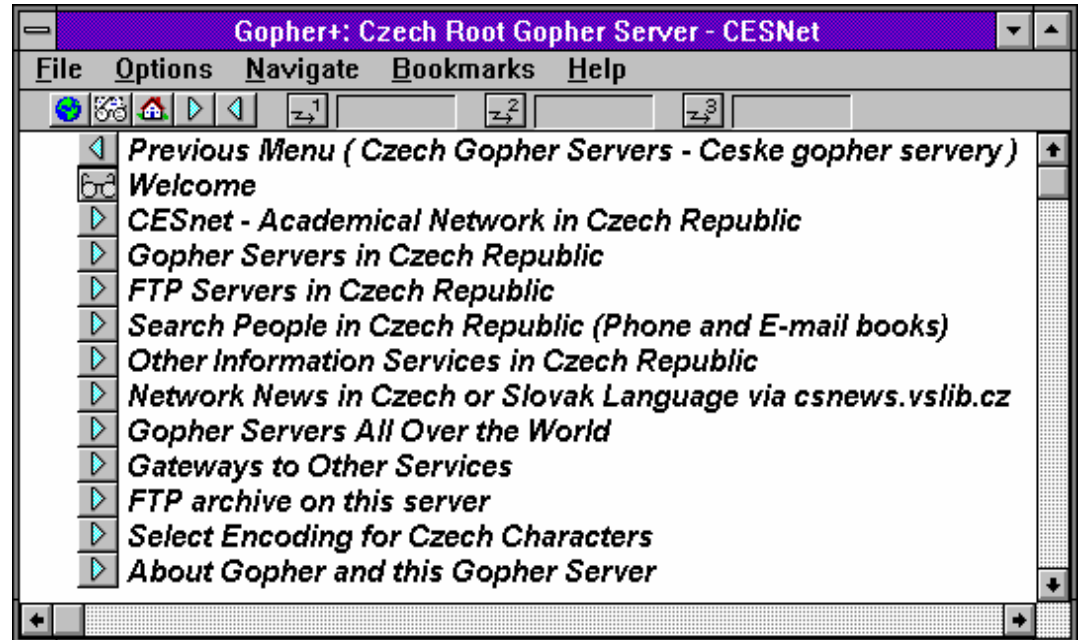 Gopher+: Czech Root Gopher Server - CESNet
File Options Navigate Bookmarks Help
1 2 3
Previous Menu ( Czech Gopher Servers - Ceske gopher servery )
Welcome
CESnet - Academical Network in Czech Republic
Gopher Servers in Czech Republic
FTP Servers in Czech Republic
Search People in Czech Republic (Phone and E-mail books)
Other Information Services in Czech Republic
Network News in Czech or Slovak Language via csnews.vslib.cz
Gopher Servers All Over the World
Gateways to Other Services
FTP archive on this server
Select Encoding for Czech Characters
About Gopher and this Gopher Server